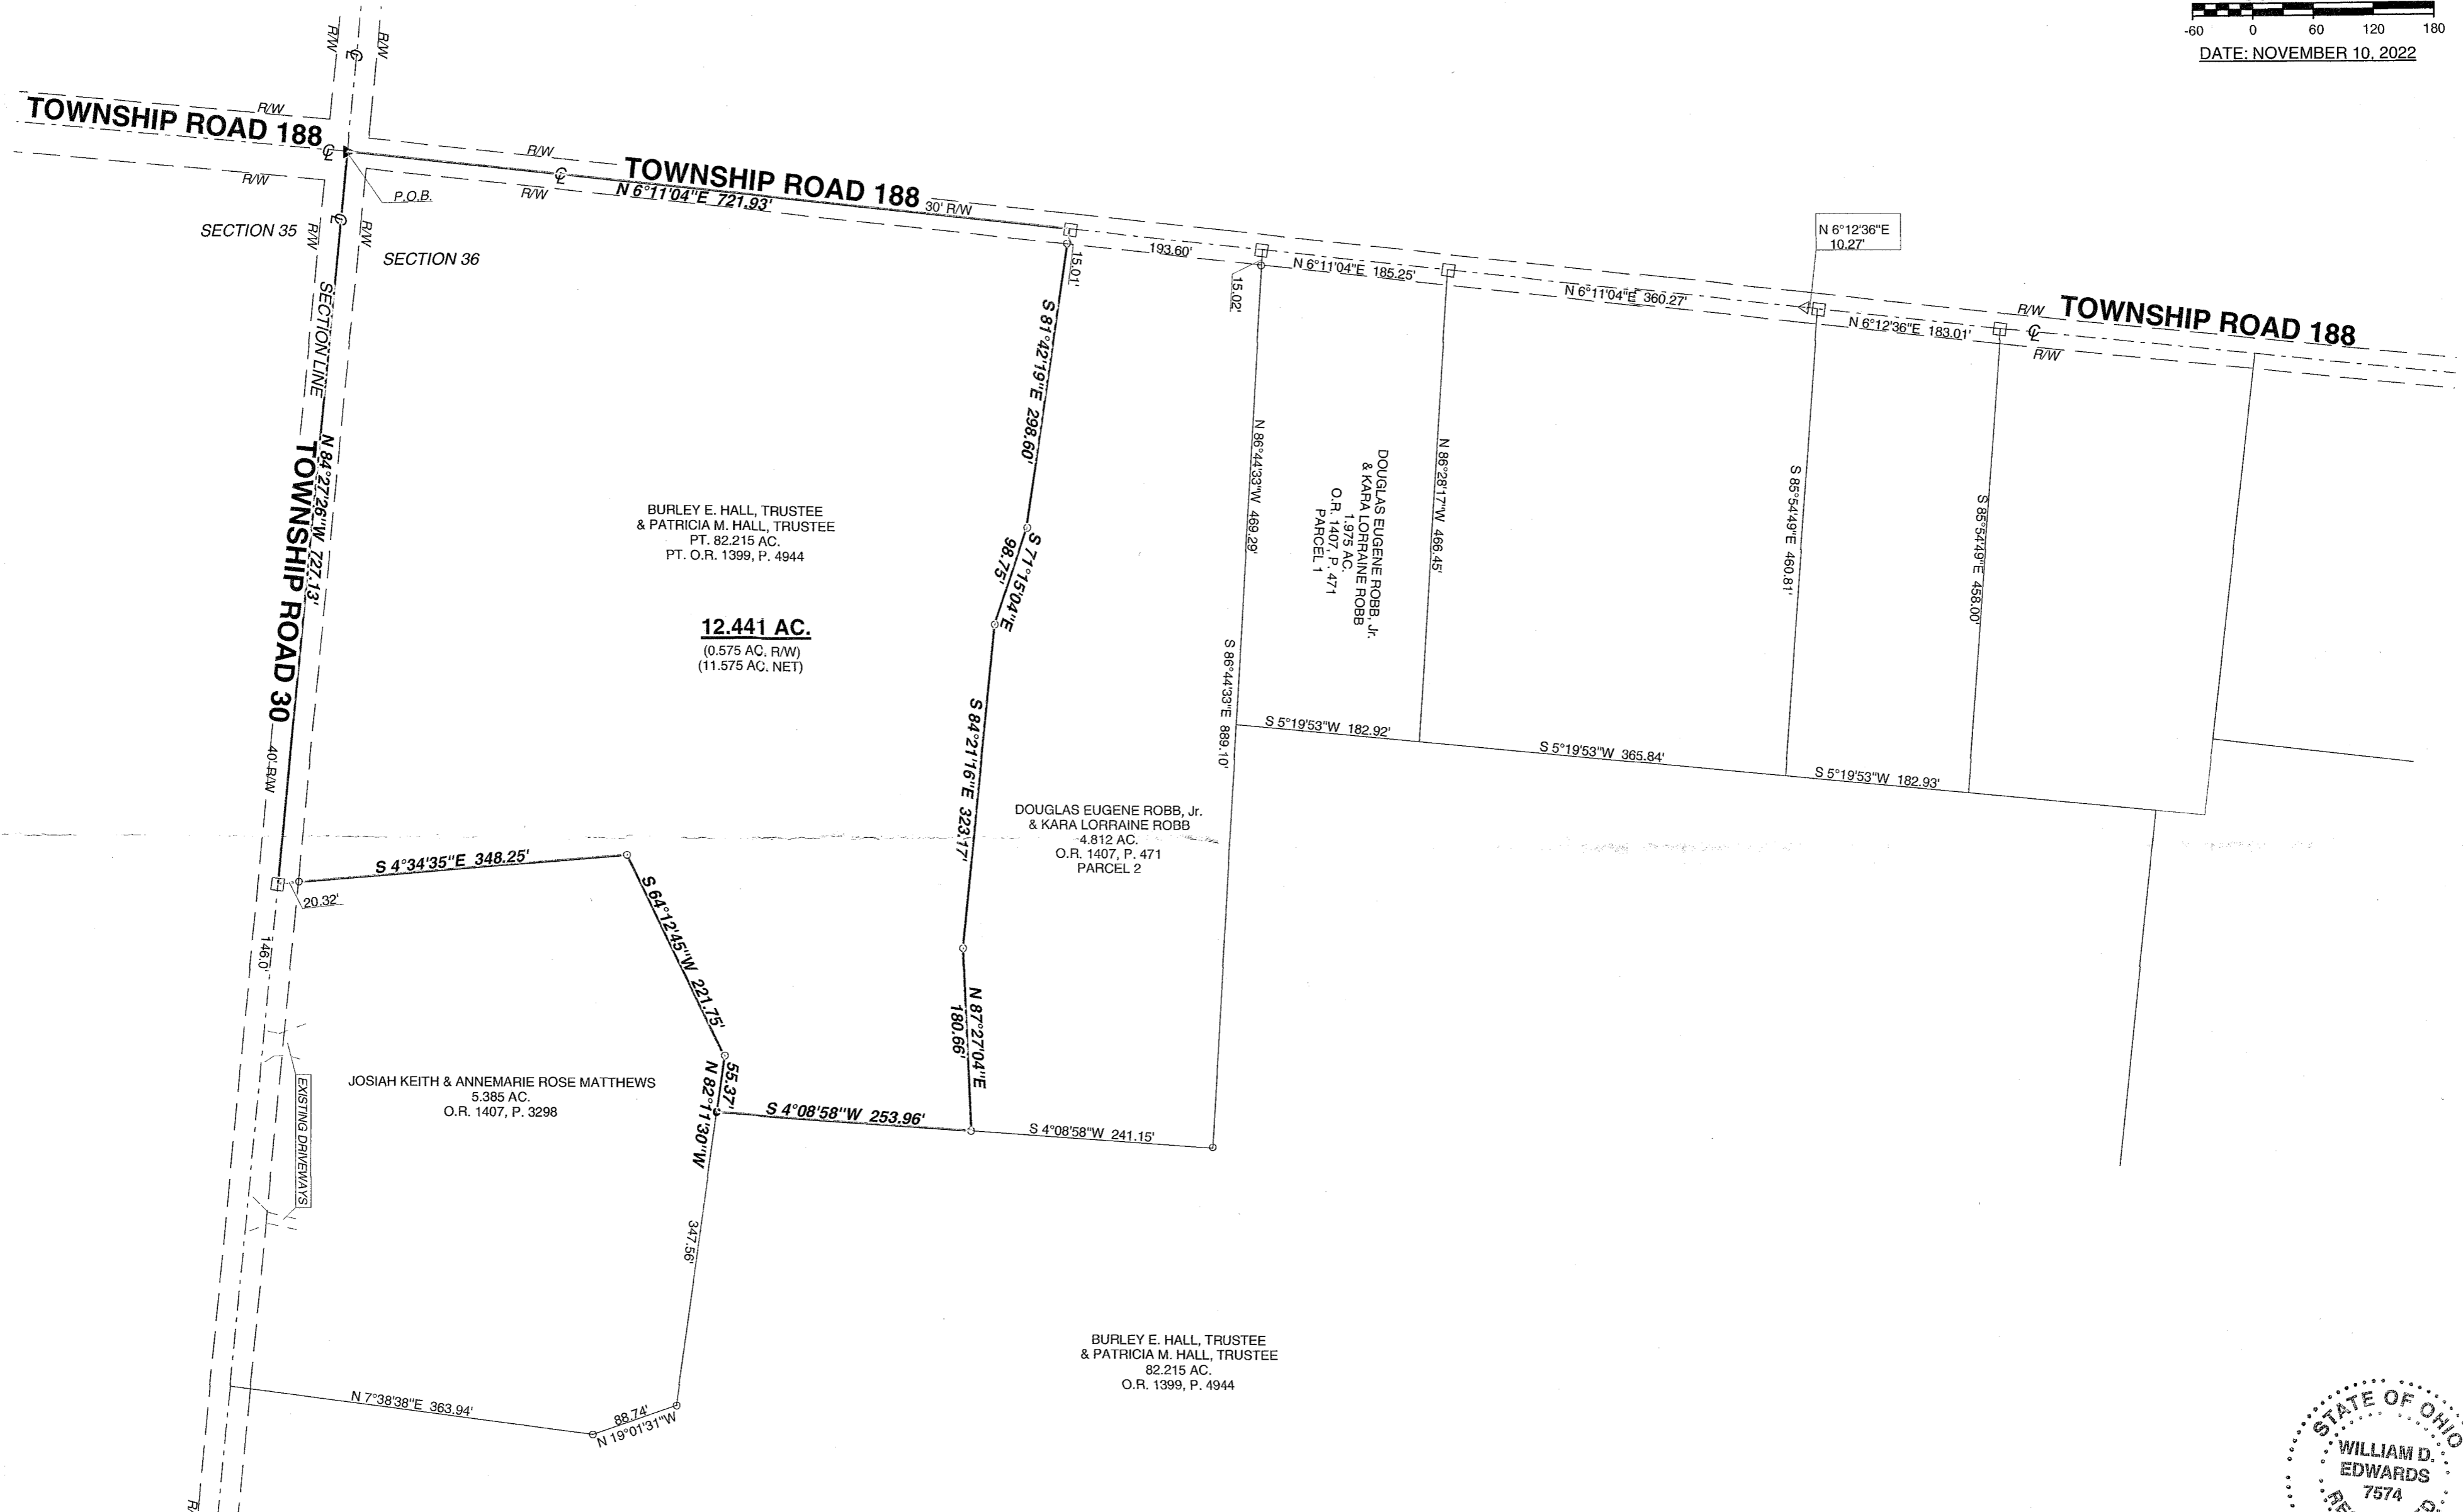 -60 0 60 120 180
DATE: NOVEMBER 10, 2022
R/W
R/W
℄
R/W
TOWNSHIP ROAD 188
℄
R/W
P.O.B.
SECTION 35
SECTION 36
R/W
℄
R/W
R/W
℄
R/W
TOWNSHIP ROAD 188
N 6°11'04"E 721.93'
30' R/W
15.01'
193.60'
15.02'
N 6°11'04"E 185.25'
N 6°11'04"E 360.27'
N 6°12'36"E
10.27'
N 6°12'36"E 183.01'
R/W
℄
R/W
TOWNSHIP ROAD 188
SECTION LINE
N 84°27'26"W 727.13'
TOWNSHIP ROAD 30
40' R/W
S 81°42'19"E 298.60'
S 71°15'04"E
98.75'
S 84°21'16"E 323.17'
N 87°27'04"E
180.66'
BURLEY E. HALL, TRUSTEE
& PATRICIA M. HALL, TRUSTEE
PT. 82.215 AC.
PT. O.R. 1399, P. 4944
12.441 AC.
(0.575 AC. R/W)
(11.575 AC. NET)
N 86°44'33"W 469.29'
S 86°44'33"E 889.10'
DOUGLAS EUGENE ROBB, Jr.
& KARA LORRAINE ROBB
1.975 AC.
O.R. 1407, P. 471
PARCEL 1
N 86°28'17"W 466.45'
S 85°54'49"E 460.81'
S 85°54'49"E 458.00'
S 5°19'53"W 182.92'
S 5°19'53"W 365.84'
S 5°19'53"W 182.93'
DOUGLAS EUGENE ROBB, Jr.
& KARA LORRAINE ROBB
4.812 AC.
O.R. 1407, P. 471
PARCEL 2
S 4°34'35"E 348.25'
20.32'
146.0'
S 64°12'45"W 221.75'
55.37'
N 82°11'30"W
S 4°08'58"W 253.96'
S 4°08'58"W 241.15'
EXISTING DRIVEWAYS
JOSIAH KEITH & ANNEMARIE ROSE MATTHEWS
5.385 AC.
O.R. 1407, P. 3298
347.56'
N 7°38'38"E 363.94'
88.74'
N 19°01'31"W
BURLEY E. HALL, TRUSTEE
& PATRICIA M. HALL, TRUSTEE
82.215 AC.
O.R. 1399, P. 4944
STATE OF OHIO
WILLIAM D.
EDWARDS
7574